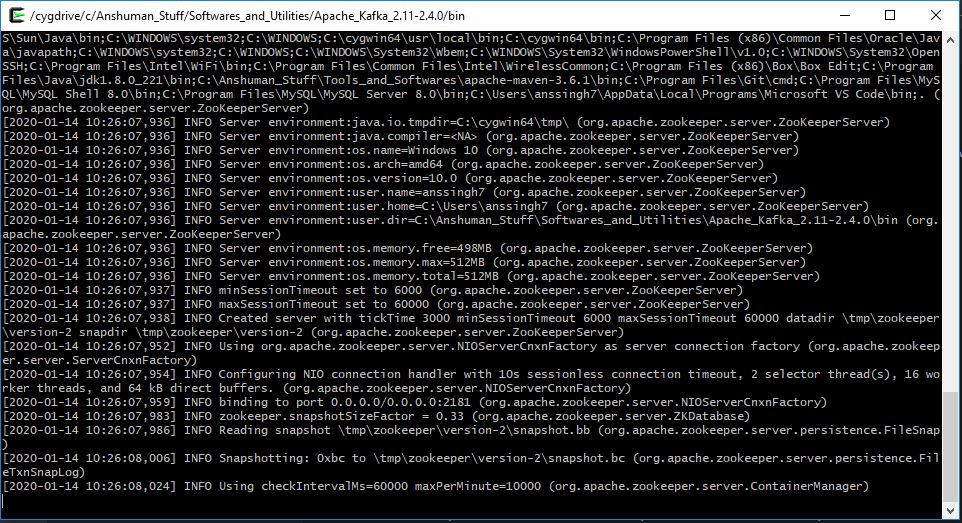 /cygdrive/c/Anshuman_Stuff/Softwares_and_Utilities/Apache_Kafka_2.11-2.4.0/bin
S\Sun\Java\bin;C:\WINDOWS\system32;C:\WINDOWS;C:\cygwin64\usr\local\bin;C:\cygwin64\bin;C:\Program Files (x86)\Common Files\Oracle\Jav
a\javapath;C:\WINDOWS\system32;C:\WINDOWS;C:\WINDOWS\System32\Wbem;C:\WINDOWS\System32\WindowsPowerShell\v1.0;C:\WINDOWS\System32\Open
SSH;C:\Program Files\Intel\WiFi\bin;C:\Program Files\Common Files\Intel\WirelessCommon;C:\Program Files (x86)\Box\Box Edit;C:\Program
Files\Java\jdk1.8.0_221\bin;C:\Anshuman_Stuff\Tools_and_Softwares\apache-maven-3.6.1\bin;C:\Program Files\Git\cmd;C:\Program Files\MyS
QL\MySQL Shell 8.0\bin;C:\Program Files\MySQL\MySQL Server 8.0\bin;C:\Users\anssingh7\AppData\Local\Programs\Microsoft VS Code\bin;. (
org.apache.zookeeper.server.ZooKeeperServer)
[2020-01-14 10:26:07,936] INFO Server environment:java.io.tmpdir=C:\cygwin64\tmp\ (org.apache.zookeeper.server.ZooKeeperServer)
[2020-01-14 10:26:07,936] INFO Server environment:java.compiler=<NA> (org.apache.zookeeper.server.ZooKeeperServer)
[2020-01-14 10:26:07,936] INFO Server environment:os.name=Windows 10 (org.apache.zookeeper.server.ZooKeeperServer)
[2020-01-14 10:26:07,936] INFO Server environment:os.arch=amd64 (org.apache.zookeeper.server.ZooKeeperServer)
[2020-01-14 10:26:07,936] INFO Server environment:os.version=10.0 (org.apache.zookeeper.server.ZooKeeperServer)
[2020-01-14 10:26:07,936] INFO Server environment:user.name=anssingh7 (org.apache.zookeeper.server.ZooKeeperServer)
[2020-01-14 10:26:07,936] INFO Server environment:user.home=C:\Users\anssingh7 (org.apache.zookeeper.server.ZooKeeperServer)
[2020-01-14 10:26:07,936] INFO Server environment:user.dir=C:\Anshuman_Stuff\Softwares_and_Utilities\Apache_Kafka_2.11-2.4.0\bin (org.
apache.zookeeper.server.ZooKeeperServer)
[2020-01-14 10:26:07,936] INFO Server environment:os.memory.free=498MB (org.apache.zookeeper.server.ZooKeeperServer)
[2020-01-14 10:26:07,936] INFO Server environment:os.memory.max=512MB (org.apache.zookeeper.server.ZooKeeperServer)
[2020-01-14 10:26:07,936] INFO Server environment:os.memory.total=512MB (org.apache.zookeeper.server.ZooKeeperServer)
[2020-01-14 10:26:07,937] INFO minSessionTimeout set to 6000 (org.apache.zookeeper.server.ZooKeeperServer)
[2020-01-14 10:26:07,937] INFO maxSessionTimeout set to 60000 (org.apache.zookeeper.server.ZooKeeperServer)
[2020-01-14 10:26:07,938] INFO Created server with tickTime 3000 minSessionTimeout 6000 maxSessionTimeout 60000 datadir \tmp\zookeeper
\version-2 snapdir \tmp\zookeeper\version-2 (org.apache.zookeeper.server.ZooKeeperServer)
[2020-01-14 10:26:07,952] INFO Using org.apache.zookeeper.server.NIOServerCnxnFactory as server connection factory (org.apache.zookeep
er.server.ServerCnxnFactory)
[2020-01-14 10:26:07,954] INFO Configuring NIO connection handler with 10s sessionless connection timeout, 2 selector thread(s), 16 wo
rker threads, and 64 kB direct buffers. (org.apache.zookeeper.server.NIOServerCnxnFactory)
[2020-01-14 10:26:07,959] INFO binding to port 0.0.0.0/0.0.0.0:2181 (org.apache.zookeeper.server.NIOServerCnxnFactory)
[2020-01-14 10:26:07,983] INFO zookeeper.snapshotSizeFactor = 0.33 (org.apache.zookeeper.server.ZKDatabase)
[2020-01-14 10:26:07,986] INFO Reading snapshot \tmp\zookeeper\version-2\snapshot.bb (org.apache.zookeeper.server.persistence.FileSnap
)
[2020-01-14 10:26:08,006] INFO Snapshotting: 0xbc to \tmp\zookeeper\version-2\snapshot.bc (org.apache.zookeeper.server.persistence.Fil
eTxnSnapLog)
[2020-01-14 10:26:08,024] INFO Using checkIntervalMs=60000 maxPerMinute=10000 (org.apache.zookeeper.server.ContainerManager)